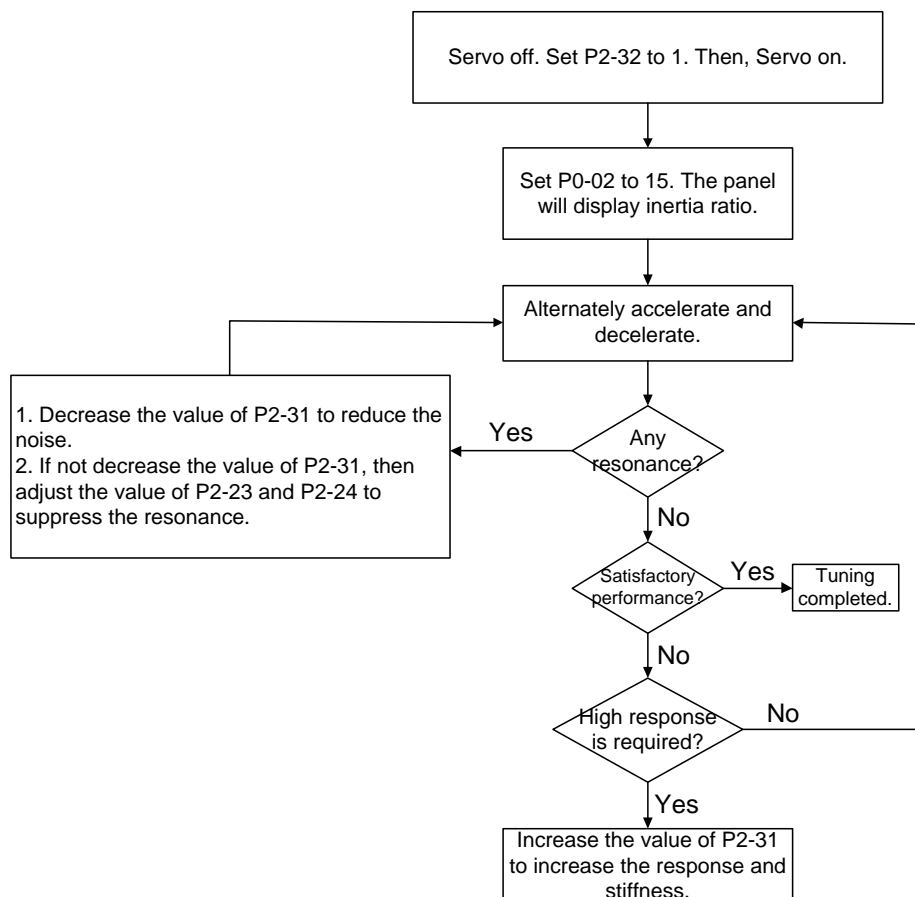 Servo off. Set P2-32 to 1. Then, Servo on.
Set P0-02 to 15. The panel
will display inertia ratio.
Alternately accelerate and
decelerate.
1. Decrease the value of P2-31 to reduce the
noise.
2. If not decrease the value of P2-31, then
adjust the value of P2-23 and P2-24 to
suppress the resonance.
Yes
Any
resonance?
No
Satisfactory
performance?
Yes
Tuning
completed.
No
High response
is required?
No
Yes
Increase the value of P2-31
to increase the response and
stiffness.